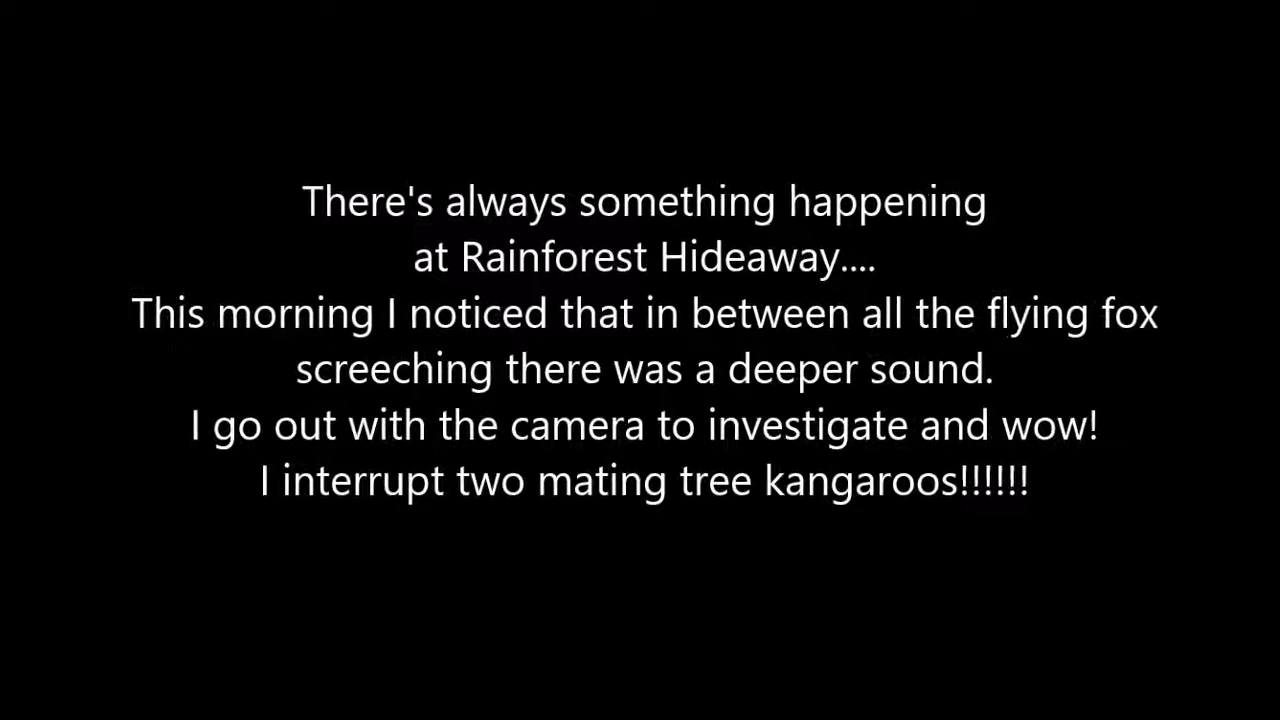 There's always something happening
at Rainforest Hideaway....
This morning I noticed that in between all the flying fox
screeching there was a deeper sound.
I go out with the camera to investigate and wow!
I interrupt two mating tree kangaroos!!!!!!